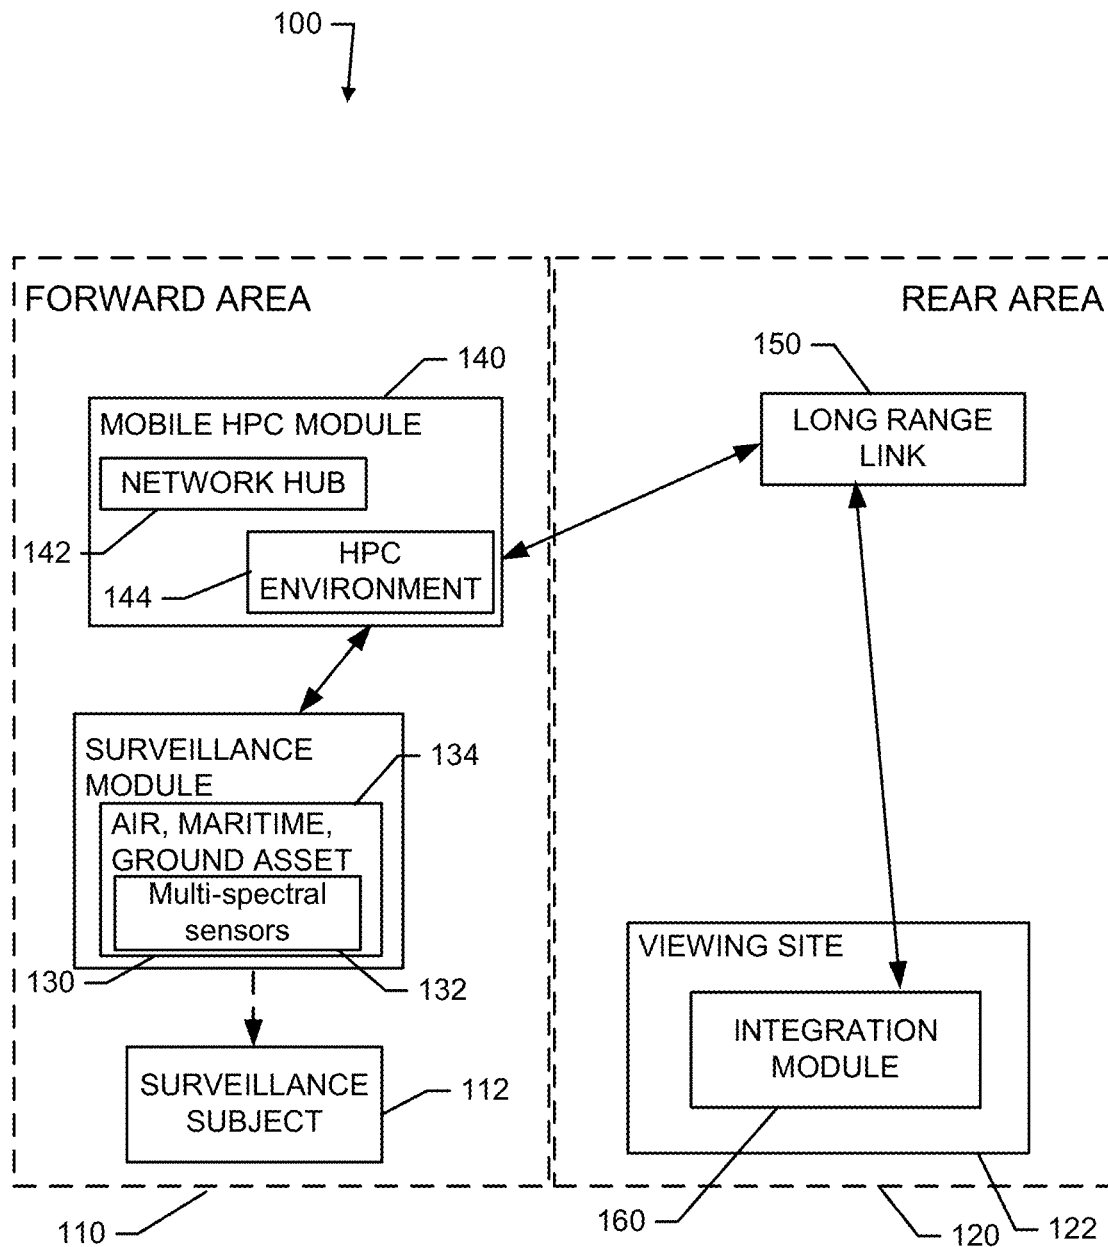 100
FORWARD AREA
REAR AREA
140
150
MOBILE HPC MODULE
LONG RANGE
LINK
NETWORK HUB
142
HPC
ENVIRONMENT
144
SURVEILLANCE
MODULE
134
AIR, MARITIME,
GROUND ASSET
Multi-spectral
sensors
130
132
VIEWING SITE
INTEGRATION
MODULE
SURVEILLANCE
SUBJECT
112
110
160
120
122